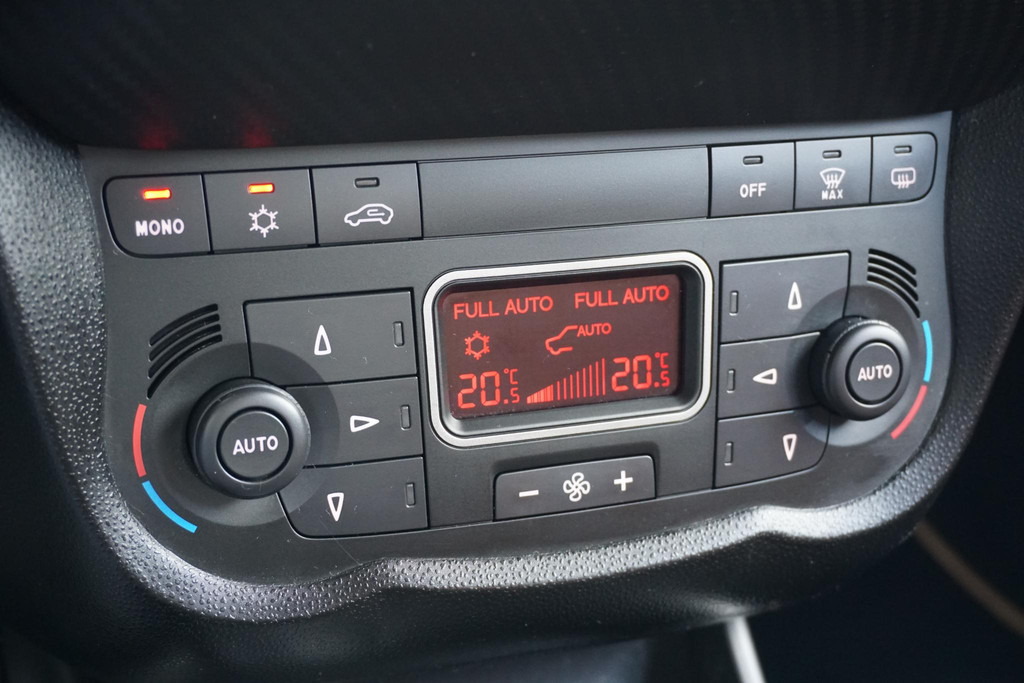 MONO
OFF
MAX
FULL AUTO FULL AUTO
AUTO
20.5°C 20.5°C
AUTO
AUTO
- +